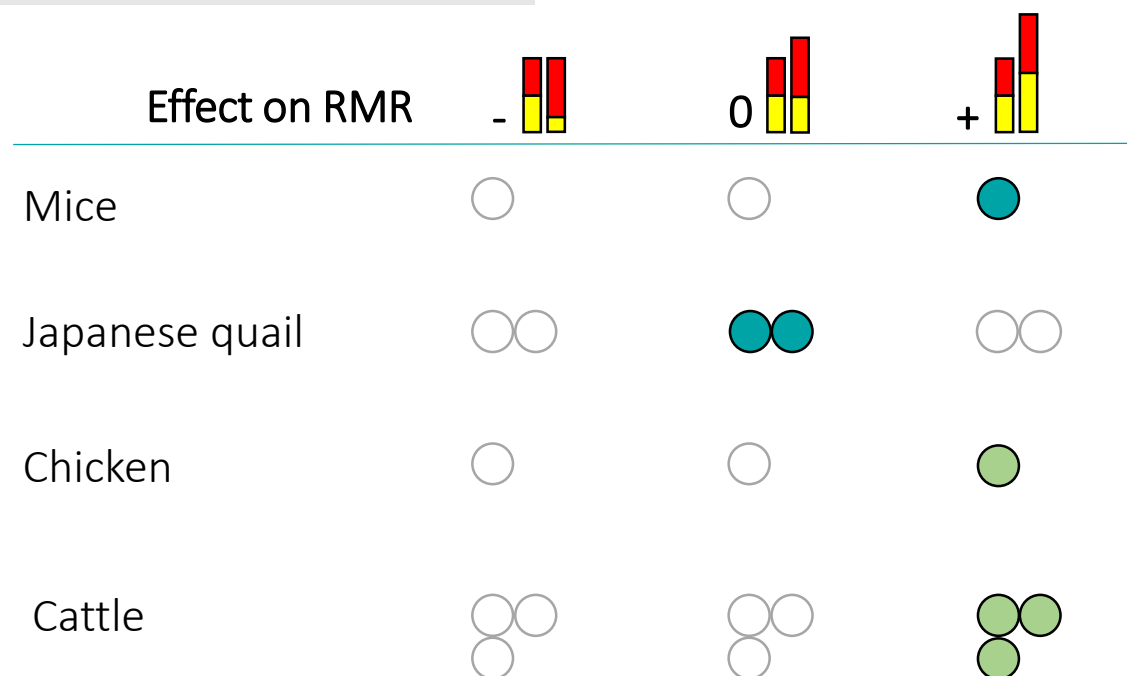 Effect on RMR - 0 +
Mice
Japanese quail
Chicken
Cattle